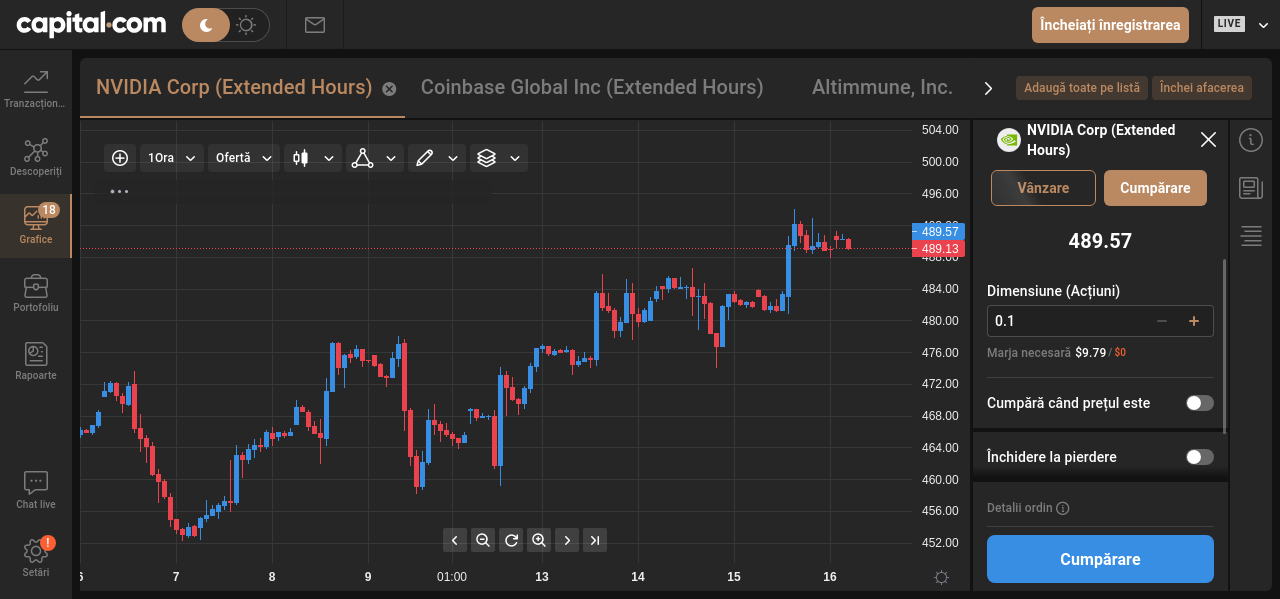 capital.com
Încheiați înregistrarea
LIVE
Tranzacțion...
Descoperiți
18
Grafice
Portofoliu
Rapoarte
Chat live
!
Setări
NVIDIA Corp (Extended Hours)
Coinbase Global Inc (Extended Hours)
Altimmune, Inc.
Adaugă toate pe listă
Închei afacerea
1Ora
Ofertă
504.00
500.00
496.00
489.57
489.13
488.00
484.00
480.00
476.00
472.00
468.00
464.00
460.00
456.00
452.00
6
7
8
9
01:00
13
14
15
16
NVIDIA Corp (Extended
Hours)
Vânzare
Cumpărare
489.57
Dimensiune (Acțiuni)
0.1
Marja necesară $9.79 / $0
Cumpără când prețul este
Închidere la pierdere
Detalii ordin
Cumpărare